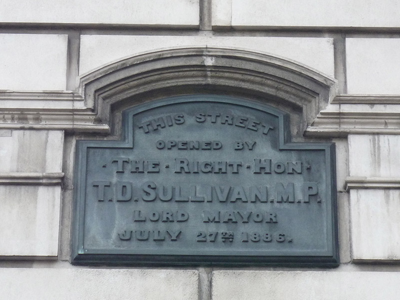 THIS STREET
OPENED BY
·THE·RIGHT·HON·
T.D. SULLIVAN. M.P.
LORD MAYOR
JULY 27TH 1886.